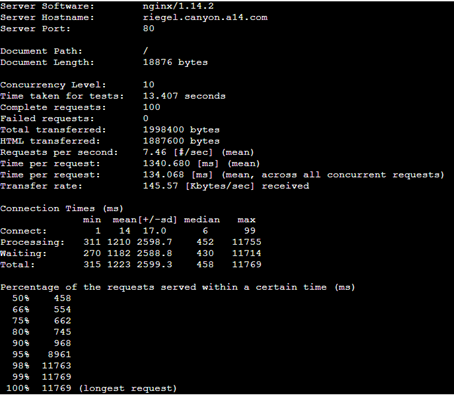 Server Software:        nginx/1.14.2
Server Hostname:        riegel.canyon.a14.com
Server Port:            80

Document Path:          /
Document Length:        18876 bytes

Concurrency Level:      10
Time taken for tests:   13.407 seconds
Complete requests:      100
Failed requests:        0
Total transferred:      1998400 bytes
HTML transferred:       1887600 bytes
Requests per second:    7.46 [#/sec] (mean)
Time per request:       1340.680 [ms] (mean)
Time per request:       134.068 [ms] (mean, across all concurrent requests)
Transfer rate:          145.57 [Kbytes/sec] received

Connection Times (ms)
              min  mean[+/-sd] median   max
Connect:        1   14  17.0      6      99
Processing:   311 1210 2598.7    452   11755
Waiting:      270 1182 2588.8    430   11714
Total:        315 1223 2599.3    458   11769

Percentage of the requests served within a certain time (ms)
  50%    458
  66%    554
  75%    662
  80%    745
  90%    968
  95%   8961
  98%  11763
  99%  11769
 100%  11769 (longest request)